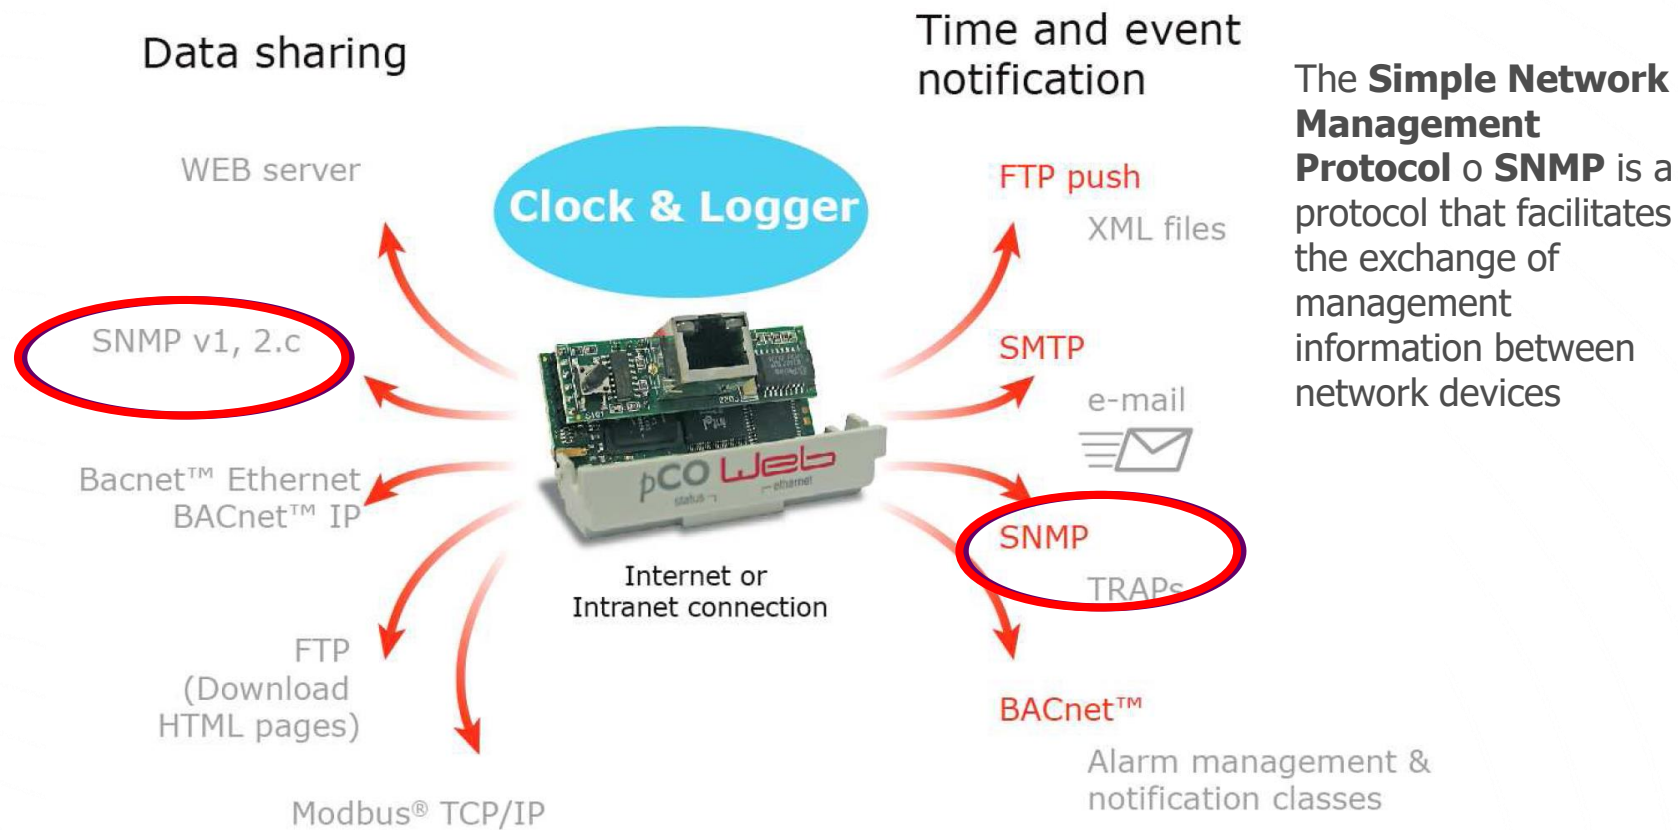 Data sharing
Time and event
notification
WEB server
SNMP v1, 2.c
Bacnet™ Ethernet
BACnet™ IP
FTP
(Download
HTML pages)
Modbus® TCP/IP
Clock & Logger
pCO Web
status
ethernet
Internet or
Intranet connection
FTP push
XML files
SMTP
e-mail
SNMP
TRAPs
BACnet™
Alarm management &
notification classes
The Simple Network
Management
Protocol o SNMP is a
protocol that facilitates
the exchange of
management
information between
network devices